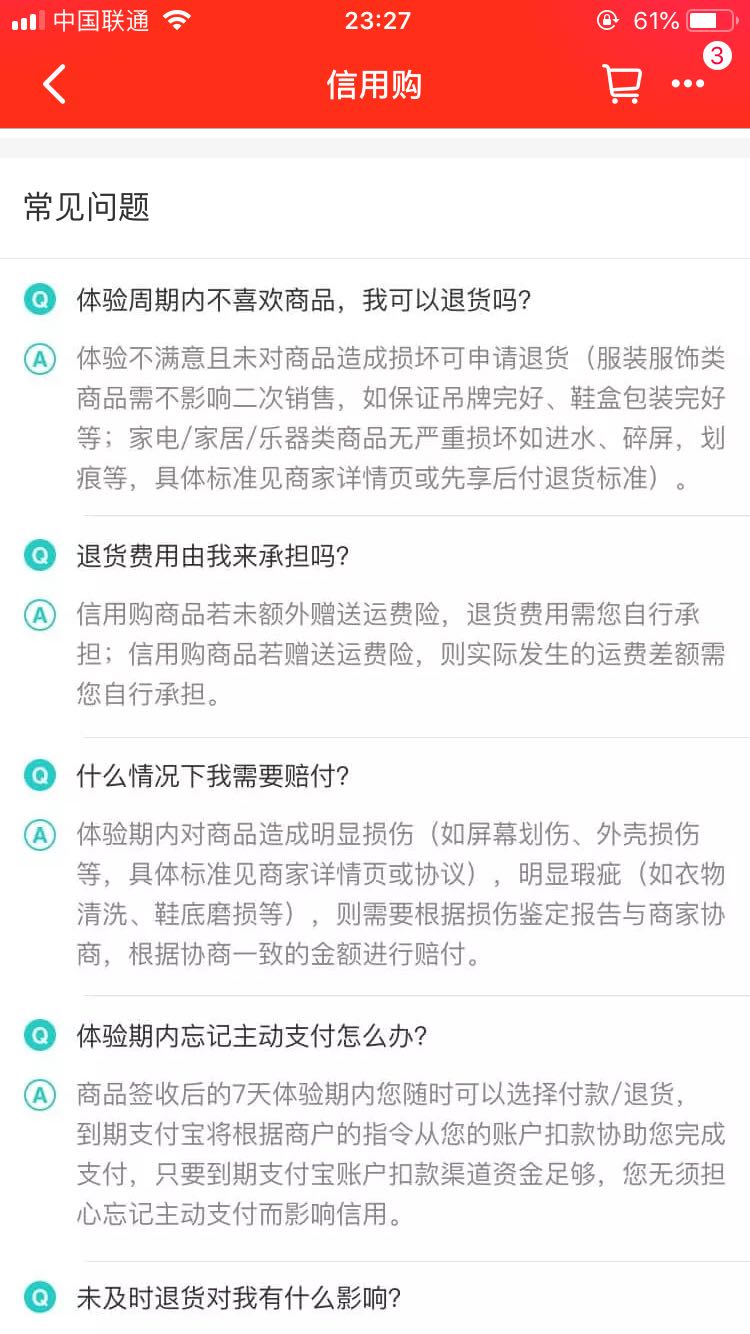 中国联通 23:27 61%
信用购 3
常见问题
Q 体验周期内不喜欢商品，我可以退货吗?
A 体验不满意且未对商品造成损坏可申请退货（服装服饰类
商品需不影响二次销售，如保证吊牌完好、鞋盒包装完好
等；家电/家居/乐器类商品无严重损坏如进水、碎屏，划
痕等，具体标准见商家详情页或先享后付退货标准）。
Q 退货费用由我来承担吗?
A 信用购商品若未额外赠送运费险，退货费用需您自行承
担；信用购商品若赠送运费险，则实际发生的运费差额需
您自行承担。
Q 什么情况下我需要赔付?
A 体验期内对商品造成明显损伤（如屏幕划伤、外壳损伤
等，具体标准见商家详情页或协议），明显瑕疵（如衣物
清洗、鞋底磨损等），则需要根据损伤鉴定报告与商家协
商，根据协商一致的金额进行赔付。
Q 体验期内忘记主动支付怎么办?
A 商品签收后的7天体验期内您随时可以选择付款/退货，
到期支付宝将根据商户的指令从您的账户扣款协助您完成
支付，只要到期支付宝账户扣款渠道资金足够，您无须担
心忘记主动支付而影响信用。
Q 未及时退货对我有什么影响?